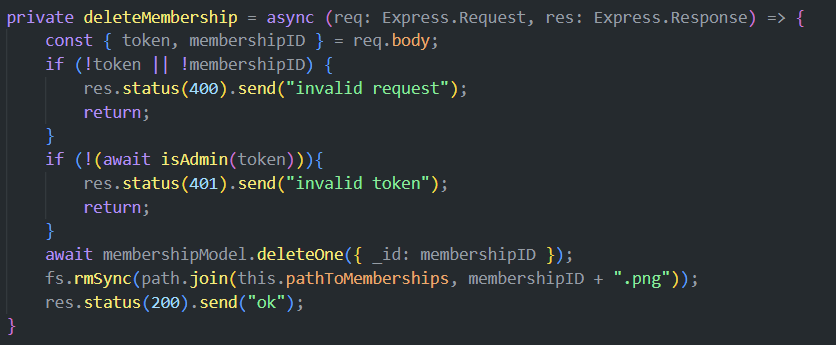 private deleteMembership = async (req: Express.Request, res: Express.Response) => {
    const { token, membershipID } = req.body;
    if (!token || !membershipID) {
        res.status(400).send("invalid request");
        return;
    }
    if (!(await isAdmin(token))){
        res.status(401).send("invalid token");
        return;
    }
    await membershipModel.deleteOne({ _id: membershipID });
    fs.rmSync(path.join(this.pathToMemberships, membershipID + ".png"));
    res.status(200).send("ok");
}